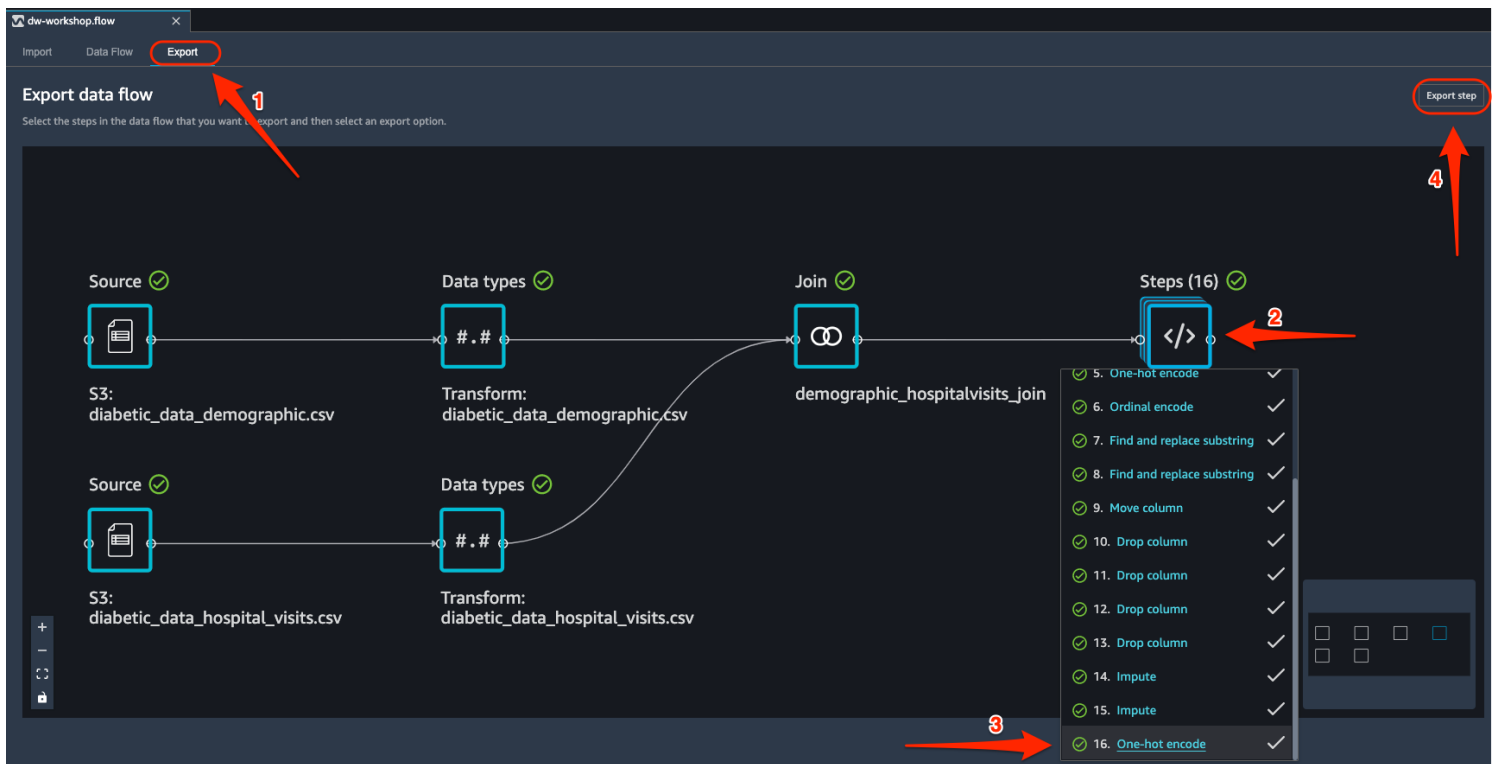 dw-workshop.flow
Import Data Flow Export
Export data flow
1
Export step
Select the steps in the data flow that you want to export and then select an export option.
4
Source
Data types
Join
Steps (16)
2
#.#
</>
S3:
diabetic_data_demographic.csv
Transform:
diabetic_data_demographic.csv
demographic_hospitalvisits_join
5. One-hot encode
6. Ordinal encode
7. Find and replace substring
8. Find and replace substring
9. Move column
10. Drop column
11. Drop column
12. Drop column
13. Drop column
14. Impute
15. Impute
16. One-hot encode
3
Source
Data types
#.#
S3:
diabetic_data_hospital_visits.csv
Transform:
diabetic_data_hospital_visits.csv